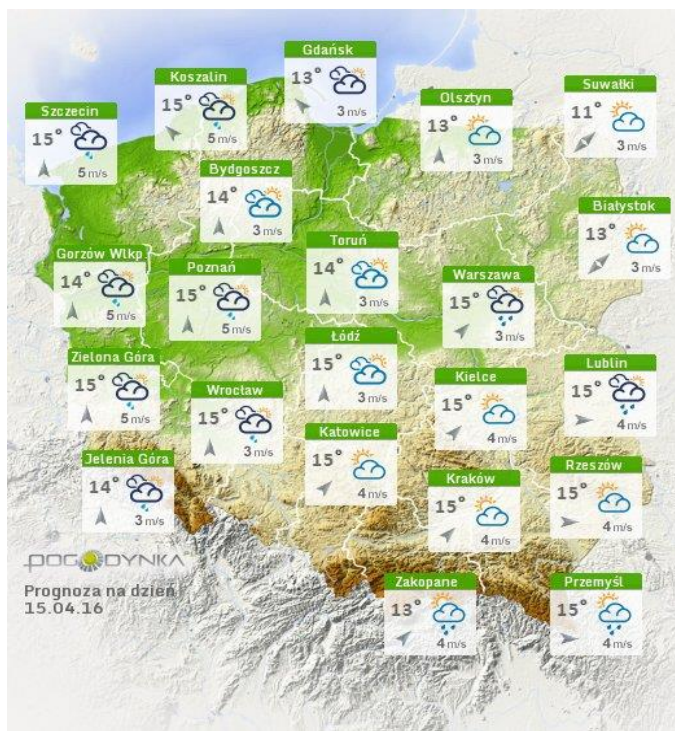 Gdańsk
13°
3 m/s
Koszalin
15°
5 m/s
Suwałki
11°
3 m/s
Olsztyn
13°
3 m/s
Szczecin
15°
5 m/s
Bydgoszcz
14°
3 m/s
Białystok
13°
3 m/s
Toruń
14°
3 m/s
Gorzów Wlkp
14°
5 m/s
Poznań
15°
5 m/s
Warszawa
15°
3 m/s
Łódź
15°
3 m/s
Zielona Góra
15°
5 m/s
Lublin
15°
4 m/s
Kielce
15°
4 m/s
Wrocław
15°
3 m/s
Katowice
15°
4 m/s
Jelenia Góra
14°
3 m/s
Rzeszów
15°
4 m/s
Kraków
15°
4 m/s
POGODYNKA
Prognoza na dzień
15.04.16
Zakopane
13°
4 m/s
Przemyśl
15°
4 m/s